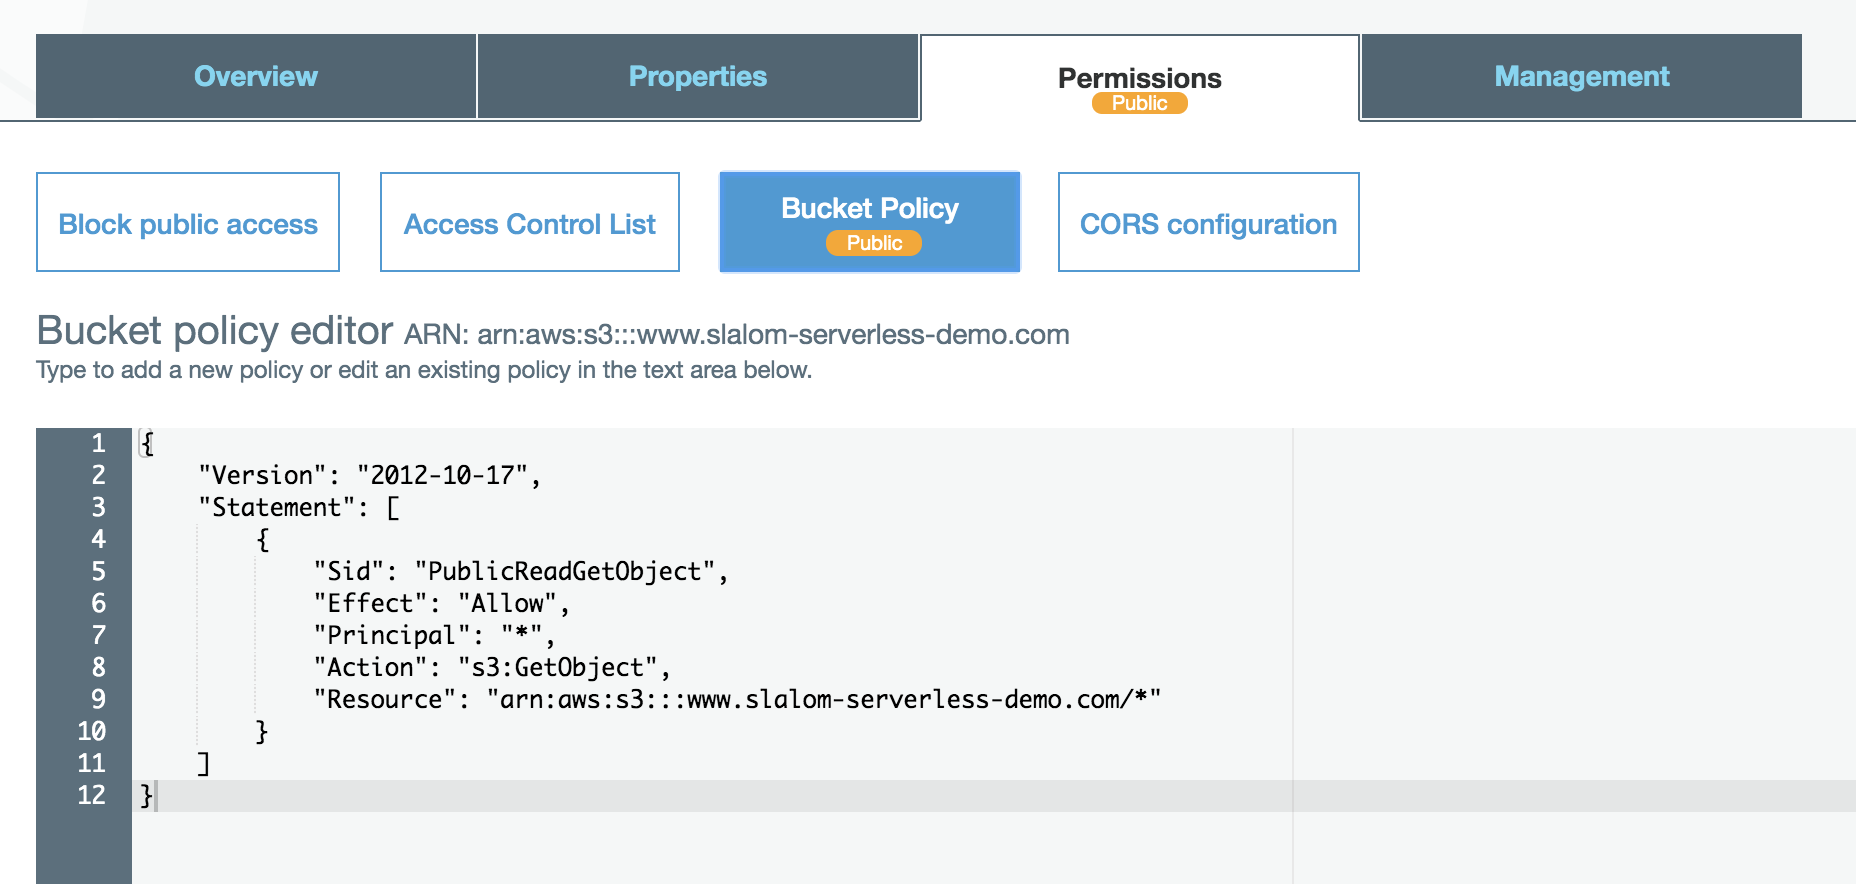 Overview Properties Permissions Management
Public
Block public access Access Control List Bucket Policy CORS configuration
Public
Bucket policy editor ARN: arn:aws:s3:::www.slalom-serverless-demo.com
Type to add a new policy or edit an existing policy in the text area below.
1 {
2 "Version": "2012-10-17",
3 "Statement": [
4 {
5 "Sid": "PublicReadGetObject",
6 "Effect": "Allow",
7 "Principal": "*",
8 "Action": "s3:GetObject",
9 "Resource": "arn:aws:s3:::www.slalom-serverless-demo.com/*"
10 }
11 ]
12 }